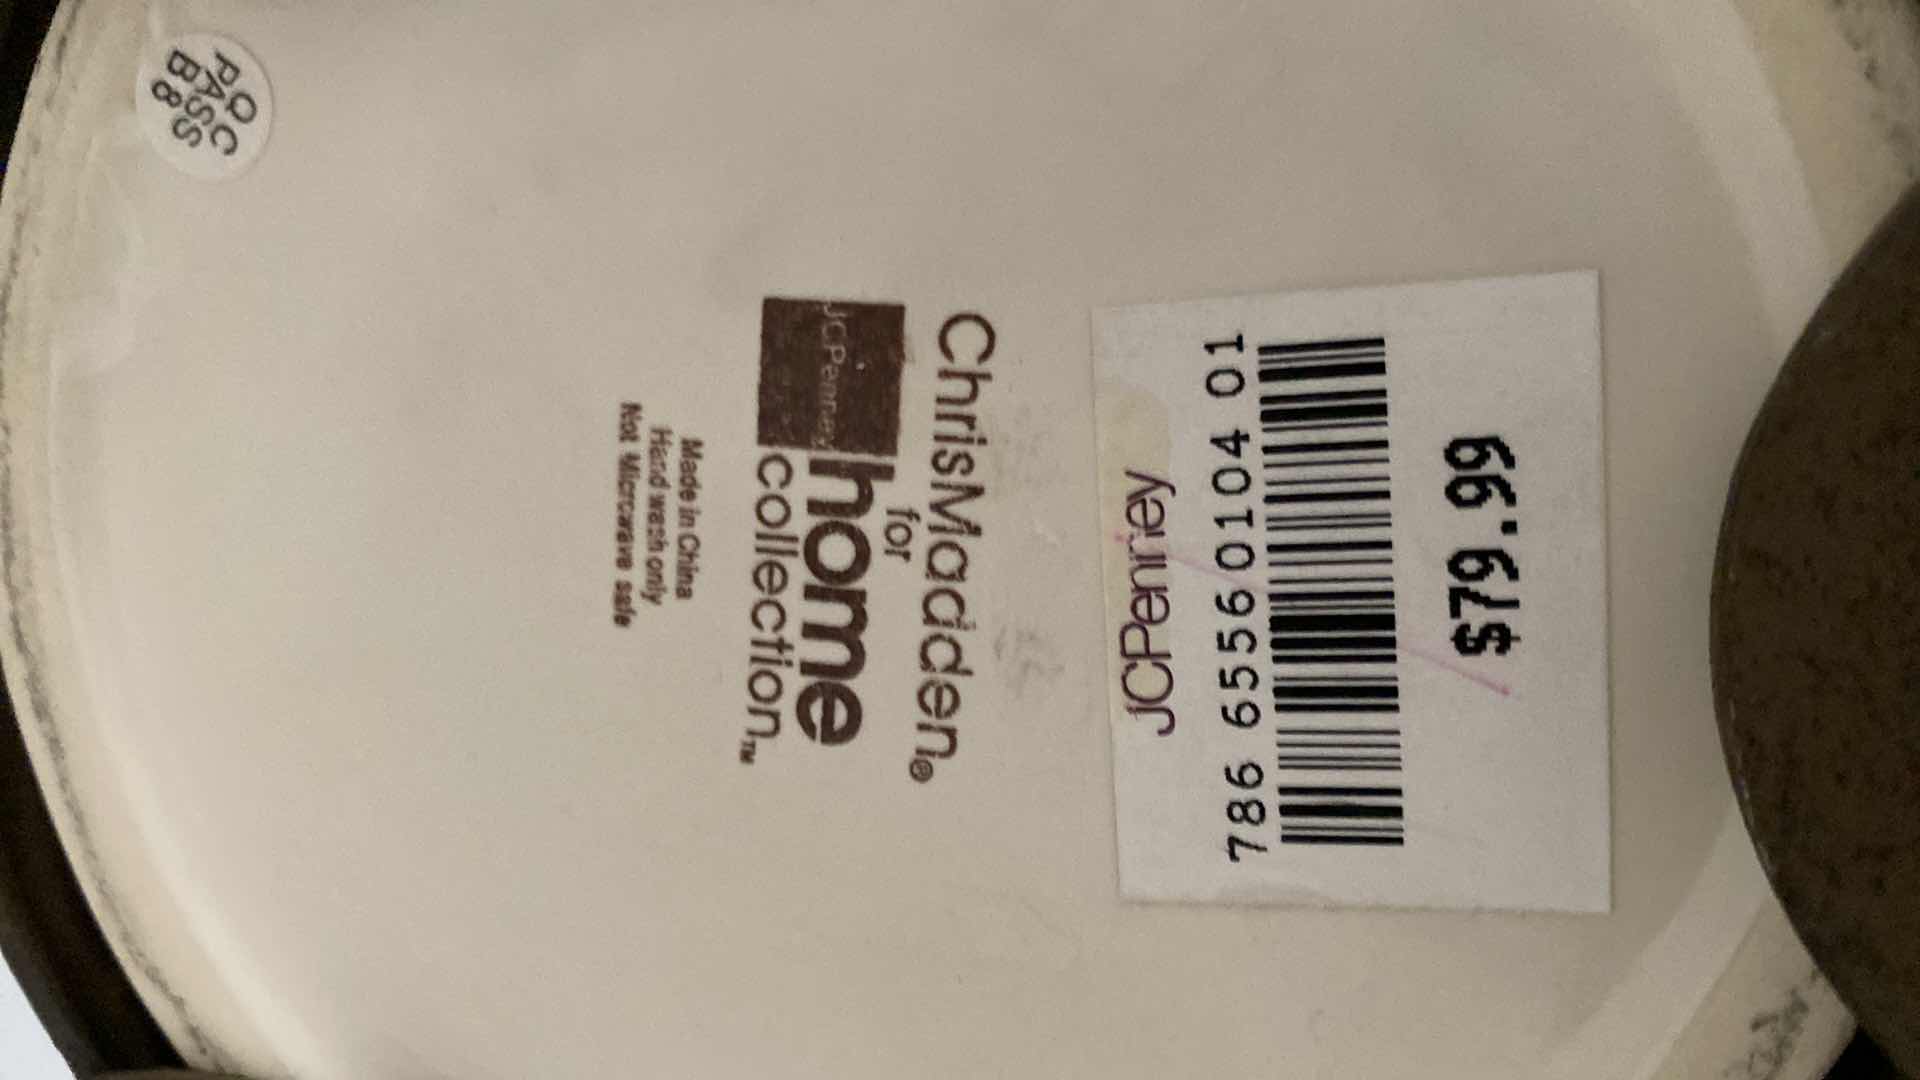 QC
PASS
B8
ChrisMadden®
for
JCPenney home
collection™
Made in China
Hand wash only
Not Microwave safe
JCPenney
786 6556 0104 01
$79.99